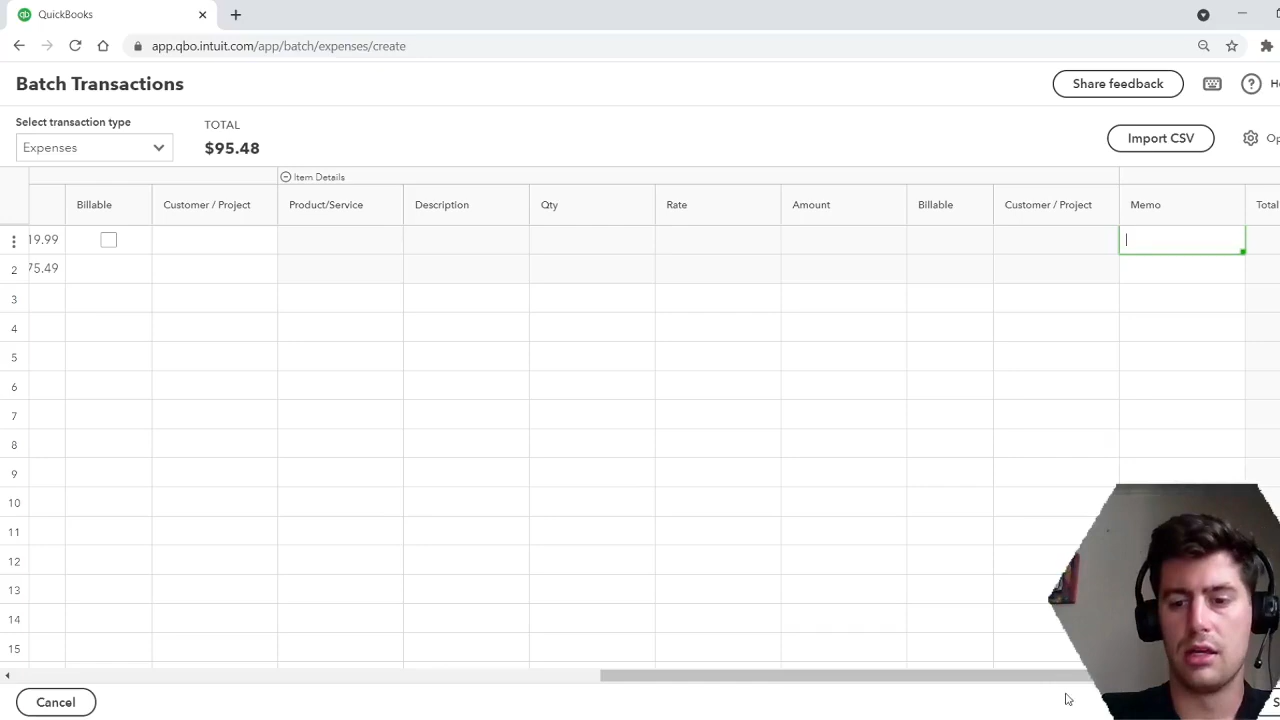 QuickBooks
app.qbo.intuit.com/app/batch/expenses/create
Batch Transactions
Share feedback
Select transaction type
Expenses
TOTAL
$95.48
Import CSV
Item Details
Billable
Customer / Project
Product/Service
Description
Qty
Rate
Amount
Billable
Customer / Project
Memo
Total
19.99
2
75.49
3
4
5
6
7
8
9
10
11
12
13
14
15
Cancel